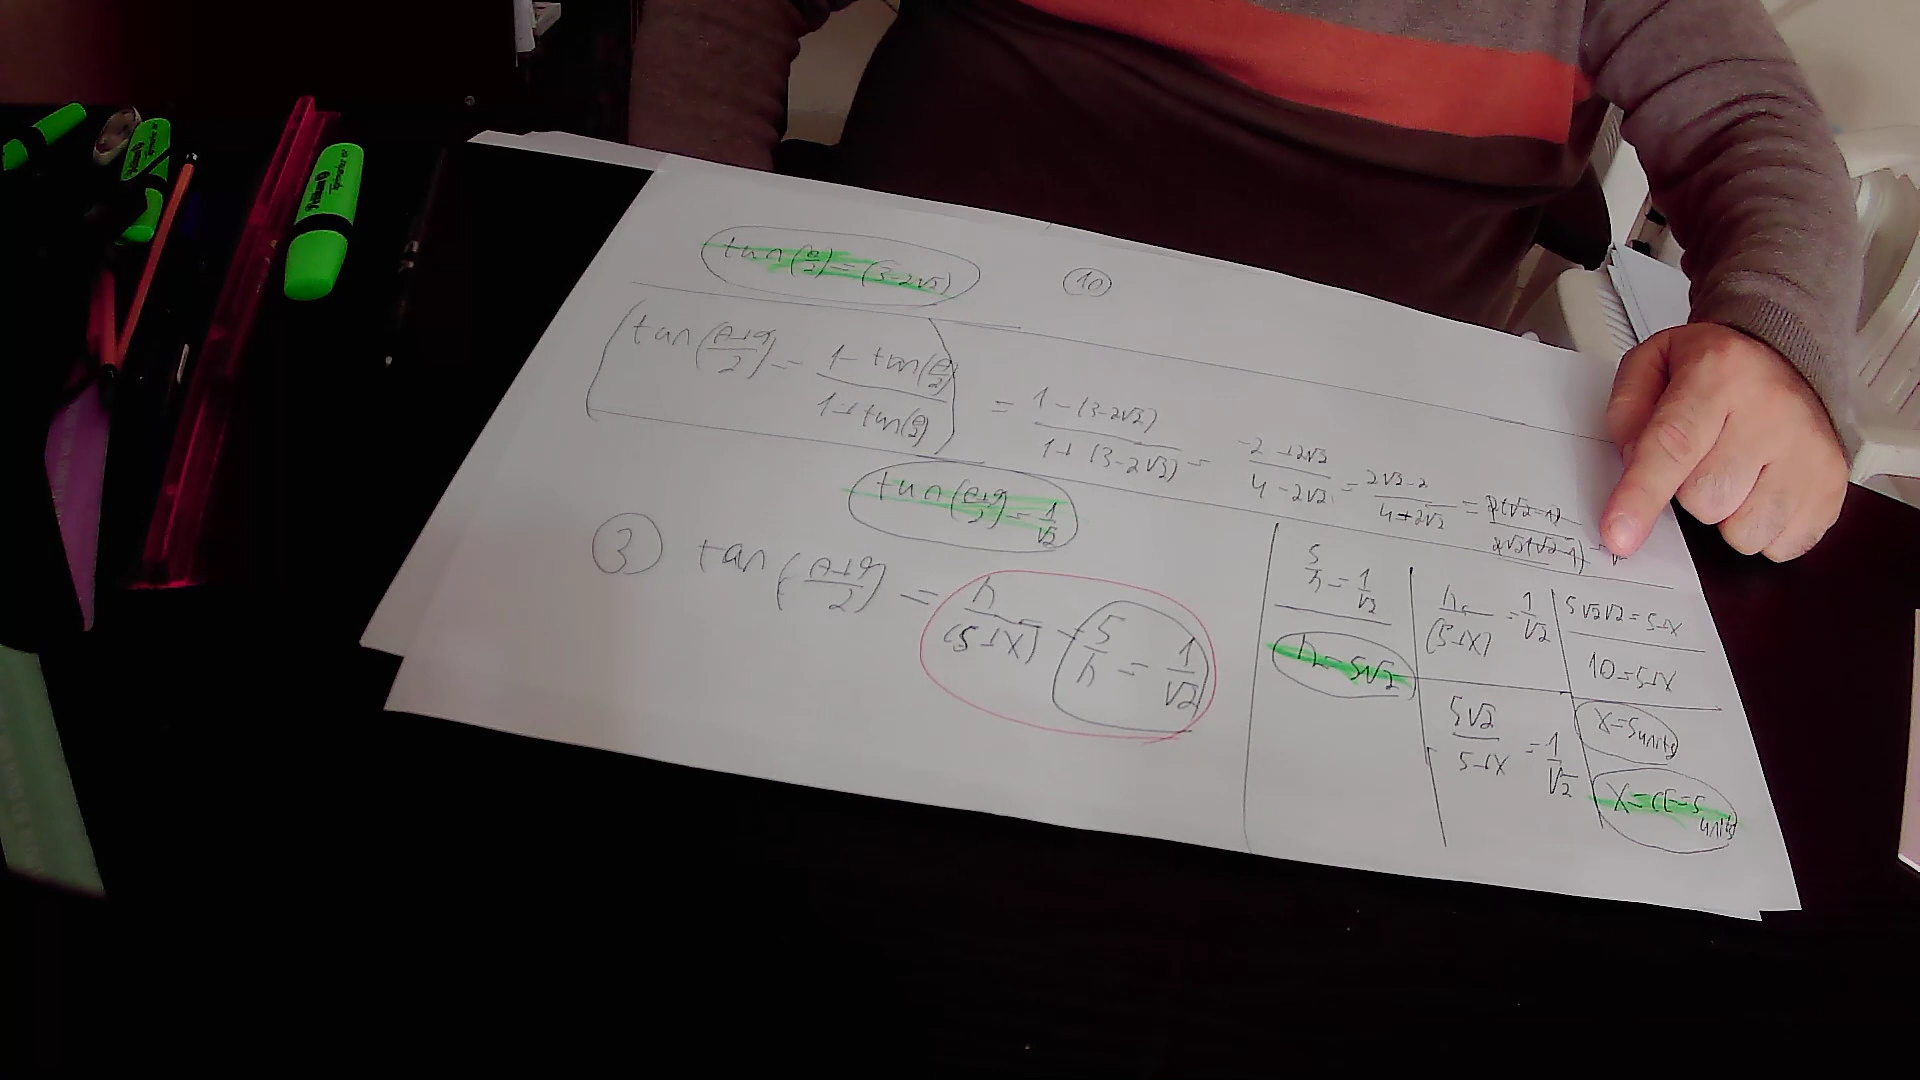 tan(θ/2) = (3-2√2)
10
tan((θ+φ)/2) = (1 - tan(θ/2))/(1 + tan(θ/2)) = (1-(3-2√2))/(1+(3-2√2)) = (-2+2√2)/(4-2√2) = (2√2-2)/(4-2√2) = (2(√2-1))/(2√2(√2-1)) =
tan((θ+φ)/2) = 1/√2
3 tan((θ+φ)/2) = h/(5+x) = 5/h = 1/√2
5/h = 1/√2
h = 5√2
h/(5+x) = 1/√2
5√2/(5+x) = 1/√2
5√2√2 = 5+x
10 = 5+x
x = 5 units
x = CE = 5 units